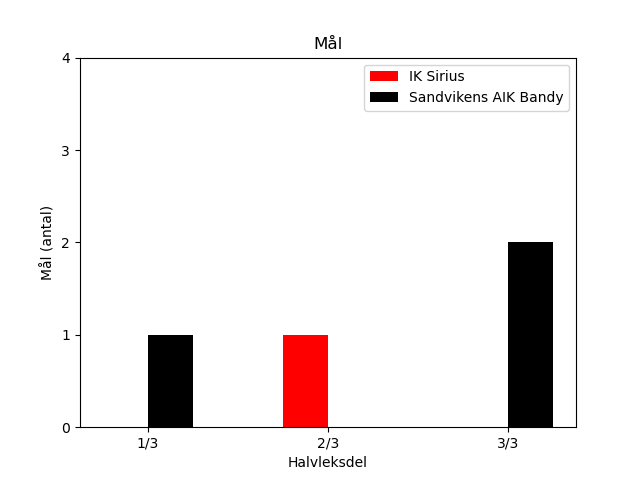 Mål
IK Sirius
Sandvikens AIK Bandy
4
3
2
1
0
Mål (antal)
1/3
2/3
3/3
Halvleksdel